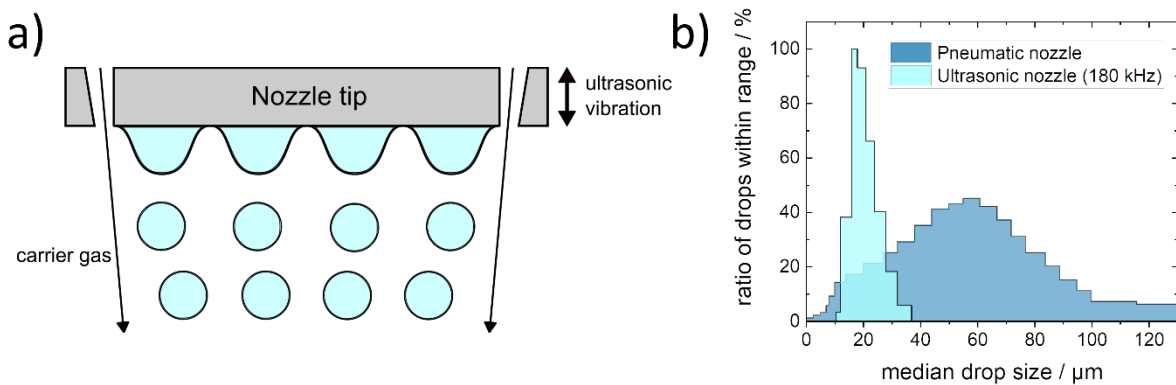 a)
Nozzle tip
ultrasonic
vibration
carrier gas
b)
ratio of drops within range / %
100
80
60
40
20
0
Pneumatic nozzle
Ultrasonic nozzle (180 kHz)
0 20 40 60 80 100 120
median drop size / µm